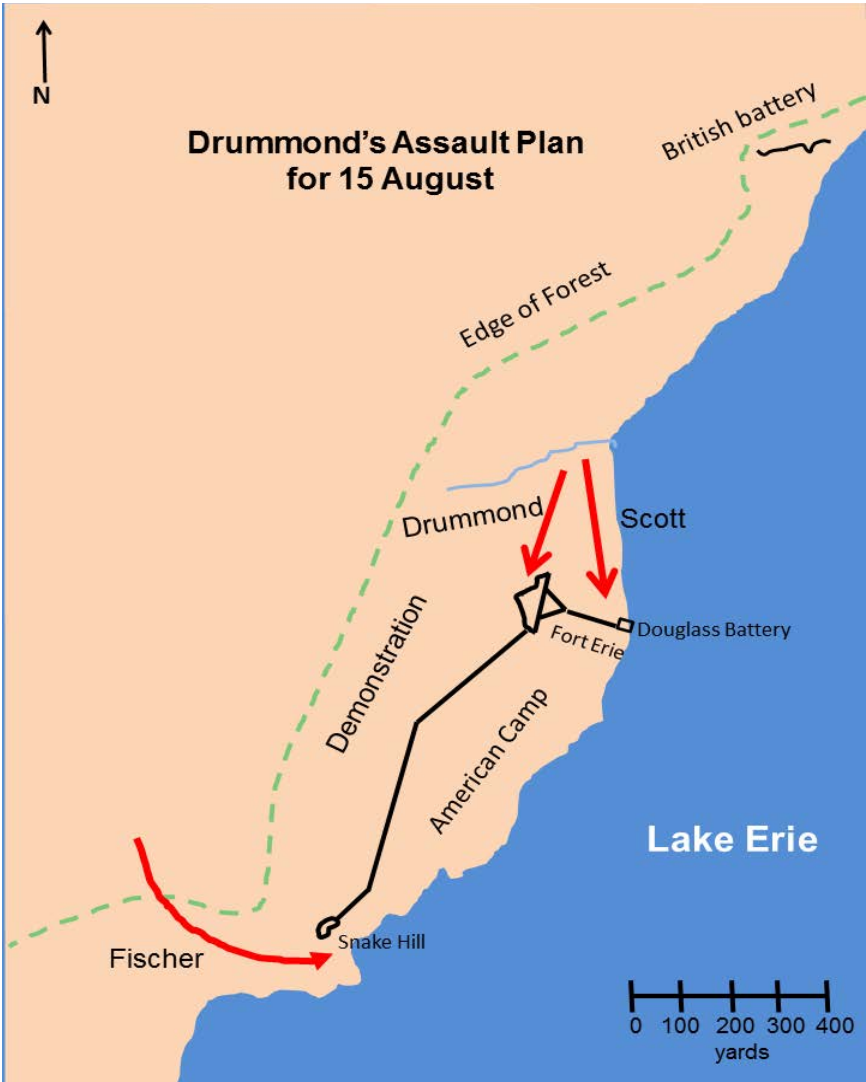 N
Drummond’s Assault Plan
for 15 August
British battery
Edge of Forest
Drummond
Scott
Fort Erie
Douglass Battery
Demonstration
American Camp
Lake Erie
Snake Hill
Fischer
0 100 200 300 400
yards